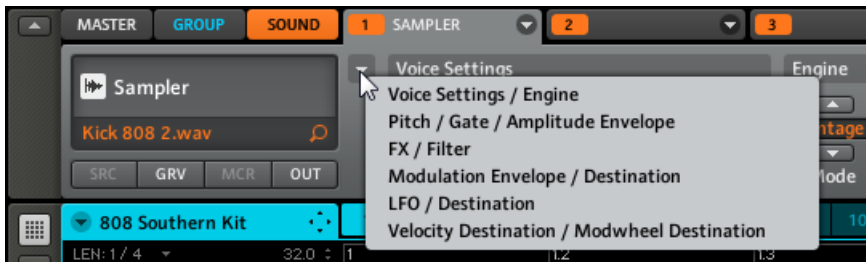 MASTER GROUP SOUND 1 SAMPLER 2 3
Voice Settings Engine
Sampler
Voice Settings / Engine
Kick 808 2.wav
Pitch / Gate / Amplitude Envelope
FX / Filter
SRC GRV MCR OUT
Modulation Envelope / Destination
Mode
LFO / Destination
808 Southern Kit
10
Velocity Destination / Modwheel Destination
LEN: 1 / 4 32.0 1 1.2 1.3